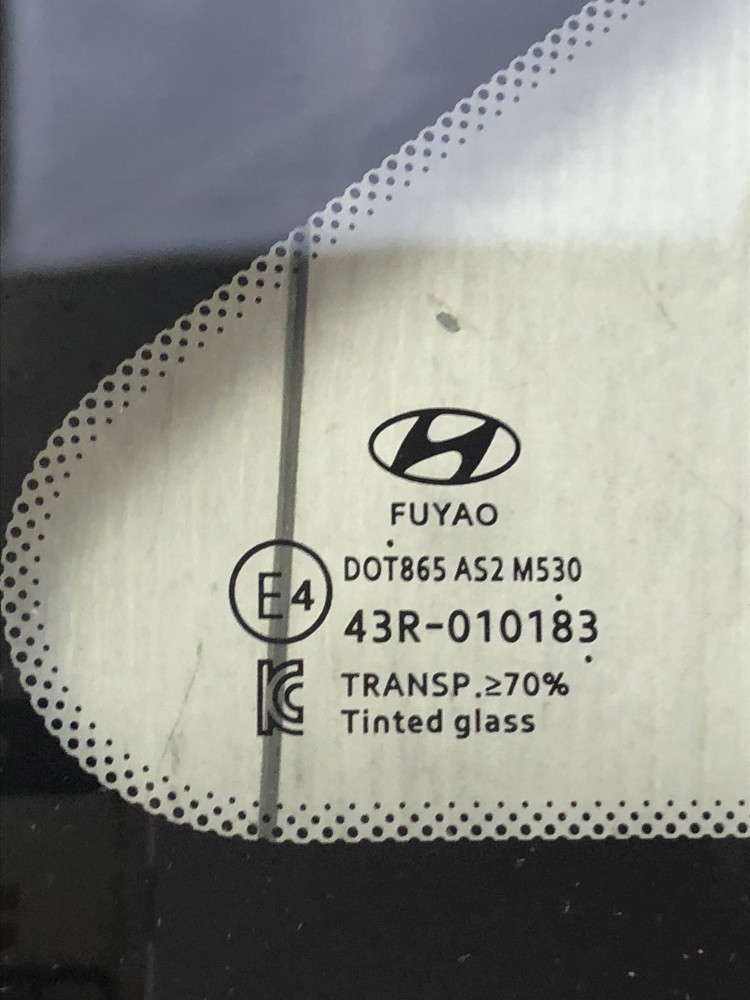 FUYAO
DOT865 AS2 M530
E4
43R-010183
TRANSP.≥70%
Tinted glass